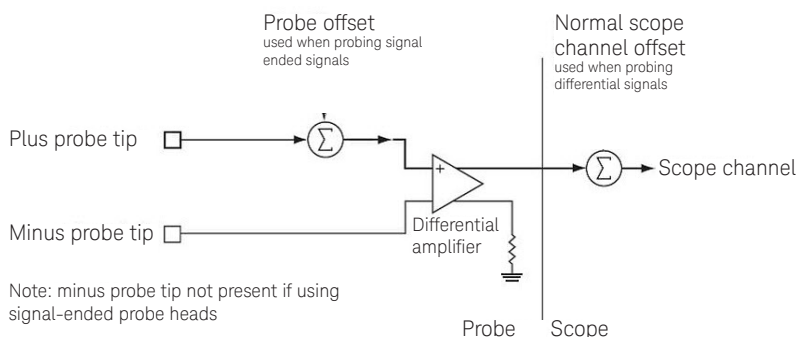 Probe offset
used when probing signal
ended signals
Normal scope
channel offset
used when probing
differential signals
Plus probe tip
Σ
+
Σ
Scope channel
Minus probe tip
Differential
amplifier
Note: minus probe tip not present if using
signal-ended probe heads
Probe
Scope